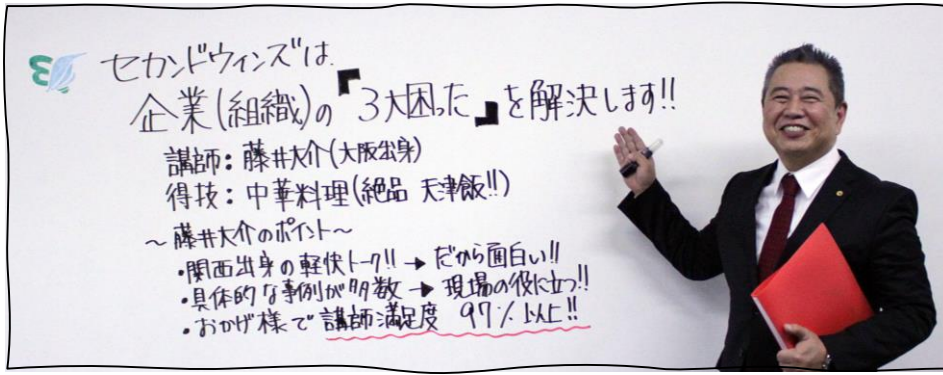 セカンドウィンズは
企業(組織)の『3大困った』を解決します!!
講師：藤井大介(大阪出身)
得技：中華料理(絶品 天津飯!!)
～藤井大介のポイント～
・関西出身の軽快トーク!! → だから面白い!!
・具体的な事例が多数 → 現場の役に立つ!!
・おかげ様で講師満足度 97%以上!!